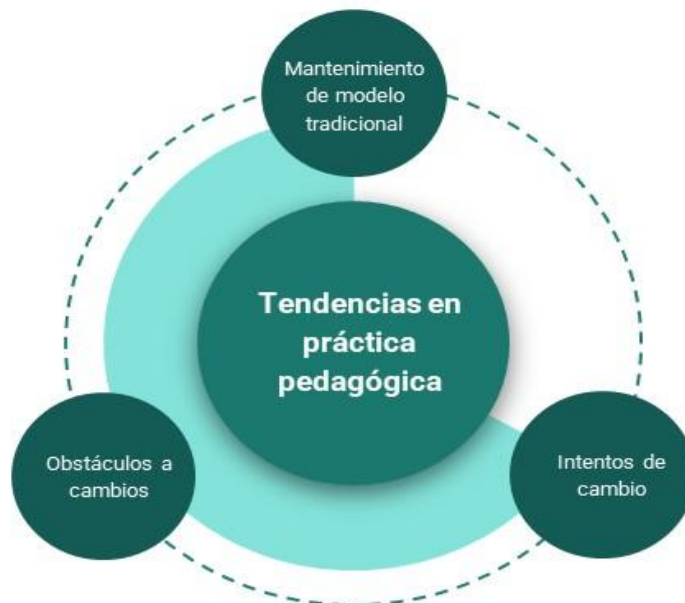 Mantenimiento
de modelo
tradicional
Tendencias en
práctica
pedagógica
Obstáculos a
cambios
Intentos de
cambio